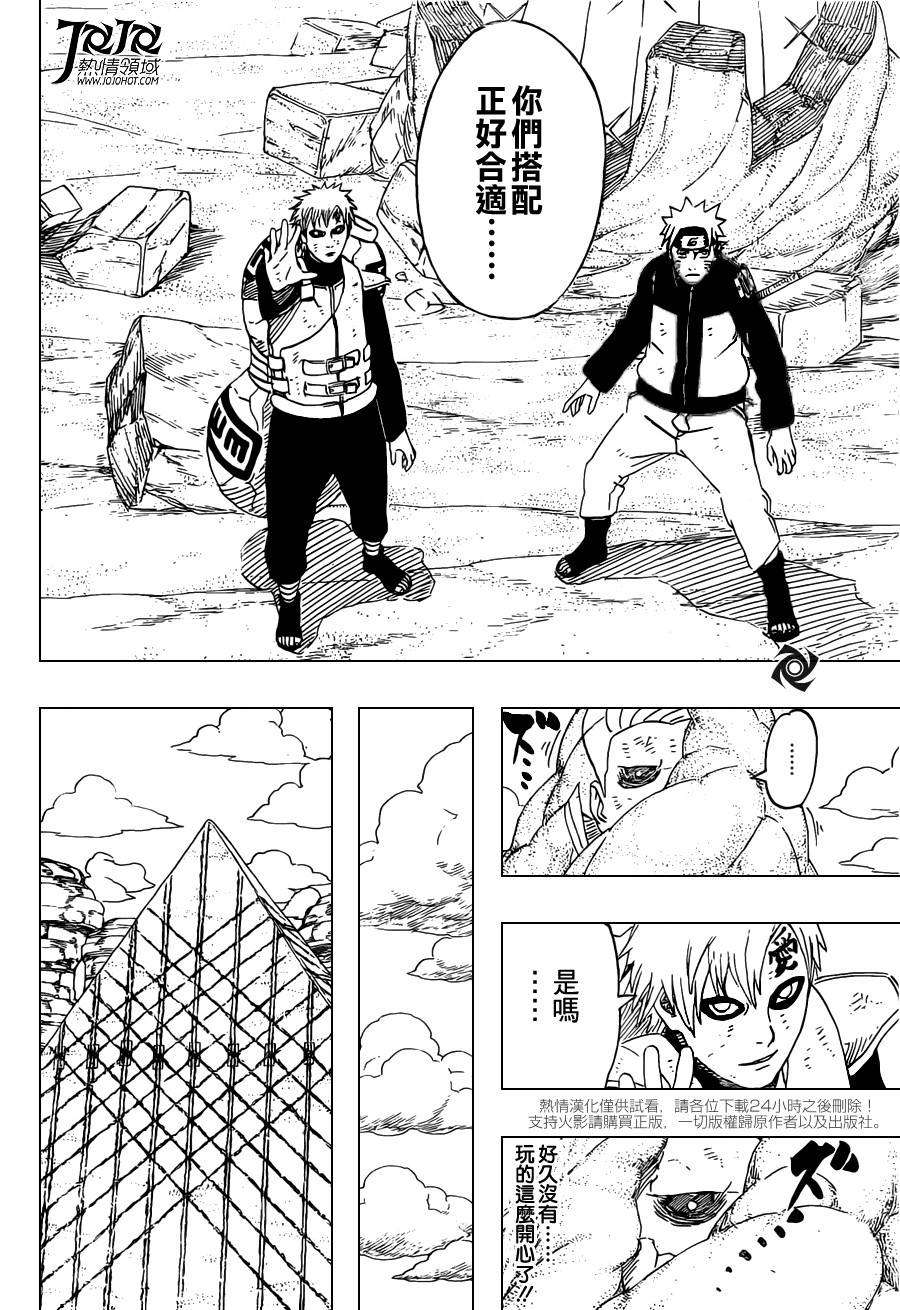 JOJO
熱情領域
WWW.JOJOHOT.COM
你們搭配
正好合適……
ズ…
………
是嗎
……
熱情漢化僅供試看，請各位下載24小時之後刪除！
支持火影請購買正版，一切版權歸原作者以及出版社。
愛
ズ…
好久沒有……
玩的這麼開心了!!